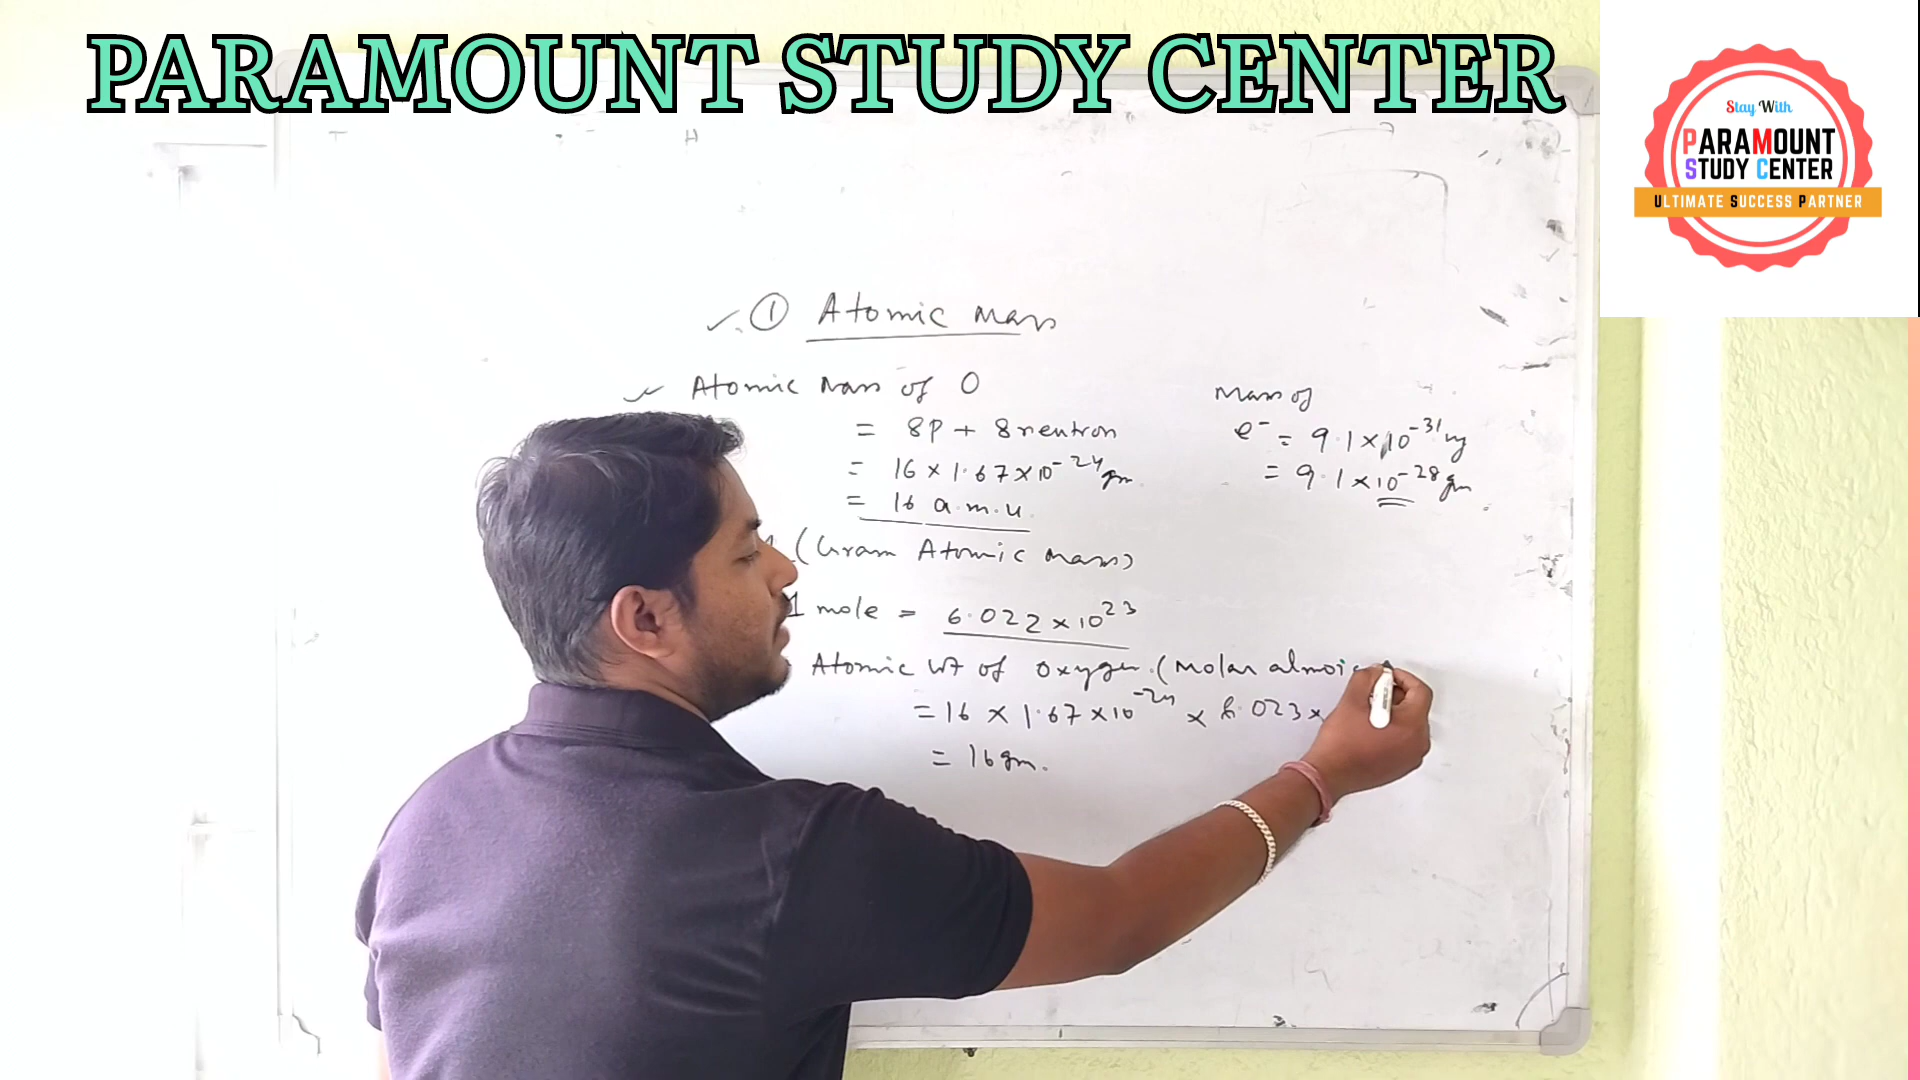 PARAMOUNT STUDY CENTER
Stay With
PARAMOUNT
STUDY CENTER
ULTIMATE SUCCESS PARTNER
① Atomic Mass
Atomic Mass of O
= 8P + 8 neutron
= 16 × 1.67 × 10⁻²⁴ gm
= 16 a.m.u.
(Gram Atomic Mass)
1 mole = 6.022 × 10²³
Atomic wt of Oxygen. (Molar
= 16 × 1.67 × 10⁻²⁴ × 6.023 ×
= 16 gm.
Mass of
e⁻ = 9.1 × 10⁻³¹ kg
= 9.1 × 10⁻²⁸ gm